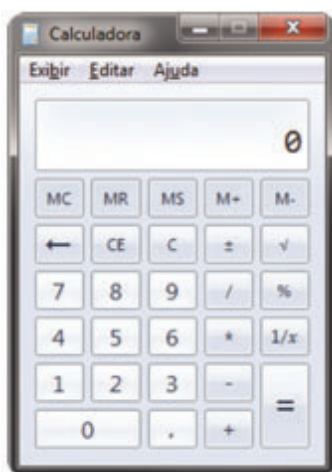 Calculadora
Exibir Editar Ajuda
0
MC MR MS M+ M-
← CE C ± √
7 8 9 / %
4 5 6 * 1/x
1 2 3 - =
0 , +